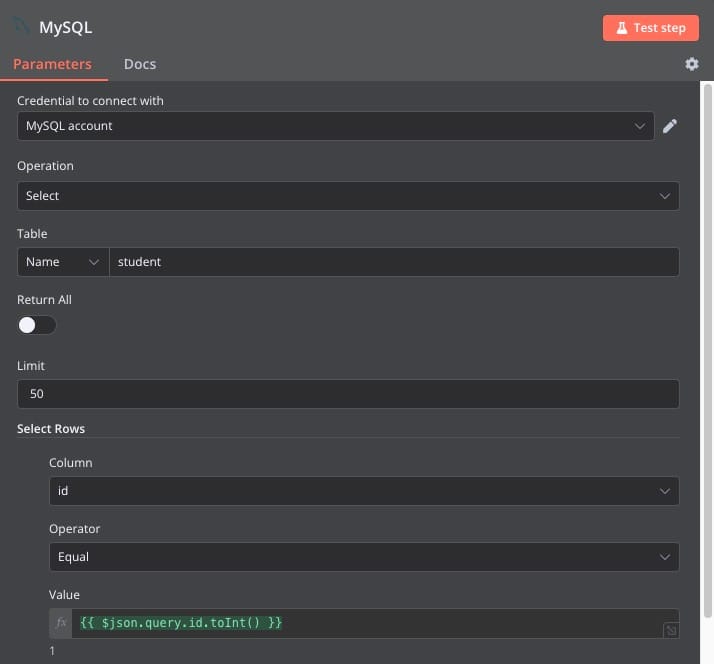 MySQL
Test step
Parameters
Docs
Credential to connect with
MySQL account
Operation
Select
Table
Name
student
Return All
Limit
50
Select Rows
Column
id
Operator
Equal
Value
fx
{{ $json.query.id.toInt() }}
1